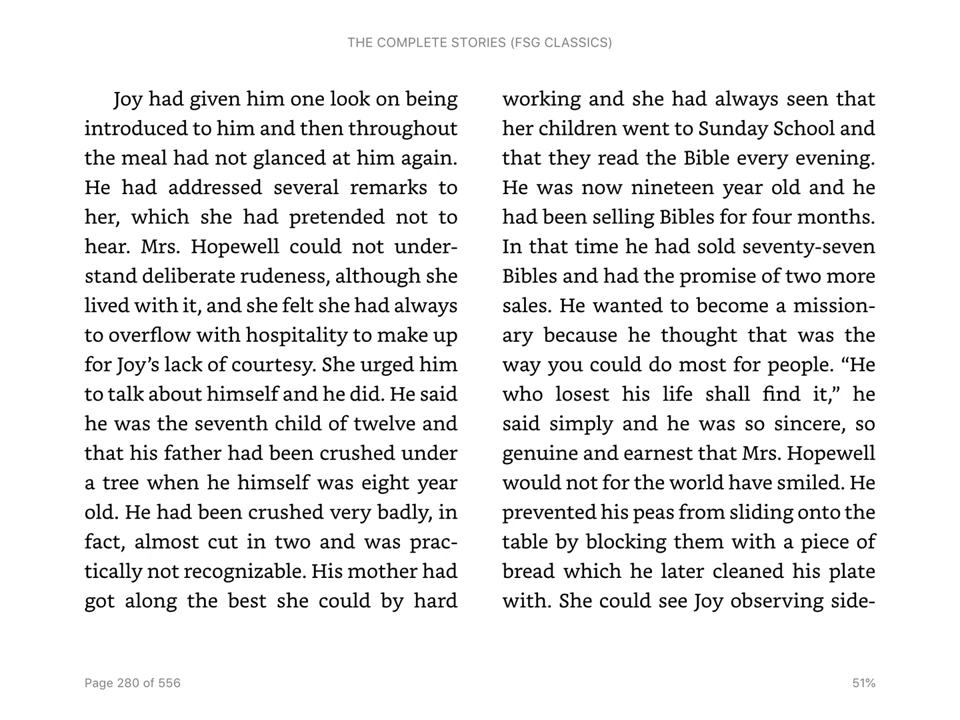 THE COMPLETE STORIES (FSG CLASSICS)
Joy had given him one look on being
introduced to him and then throughout
the meal had not glanced at him again.
He had addressed several remarks to
her, which she had pretended not to
hear. Mrs. Hopewell could not under-
stand deliberate rudeness, although she
lived with it, and she felt she had always
to overflow with hospitality to make up
for Joy’s lack of courtesy. She urged him
to talk about himself and he did. He said
he was the seventh child of twelve and
that his father had been crushed under
a tree when he himself was eight year
old. He had been crushed very badly, in
fact, almost cut in two and was prac-
tically not recognizable. His mother had
got along the best she could by hard
working and she had always seen that
her children went to Sunday School and
that they read the Bible every evening.
He was now nineteen year old and he
had been selling Bibles for four months.
In that time he had sold seventy-seven
Bibles and had the promise of two more
sales. He wanted to become a mission-
ary because he thought that was the
way you could do most for people. “He
who losest his life shall find it,” he
said simply and he was so sincere, so
genuine and earnest that Mrs. Hopewell
would not for the world have smiled. He
prevented his peas from sliding onto the
table by blocking them with a piece of
bread which he later cleaned his plate
with. She could see Joy observing side-
Page 280 of 556
51%